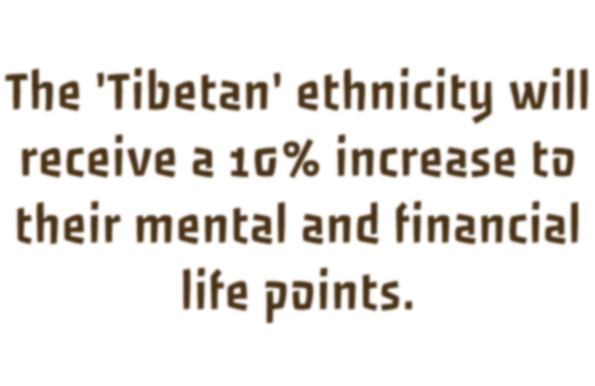 The 'Tibetan' ethnicity will
receive a 10% increase to
their mental and financial
life points.